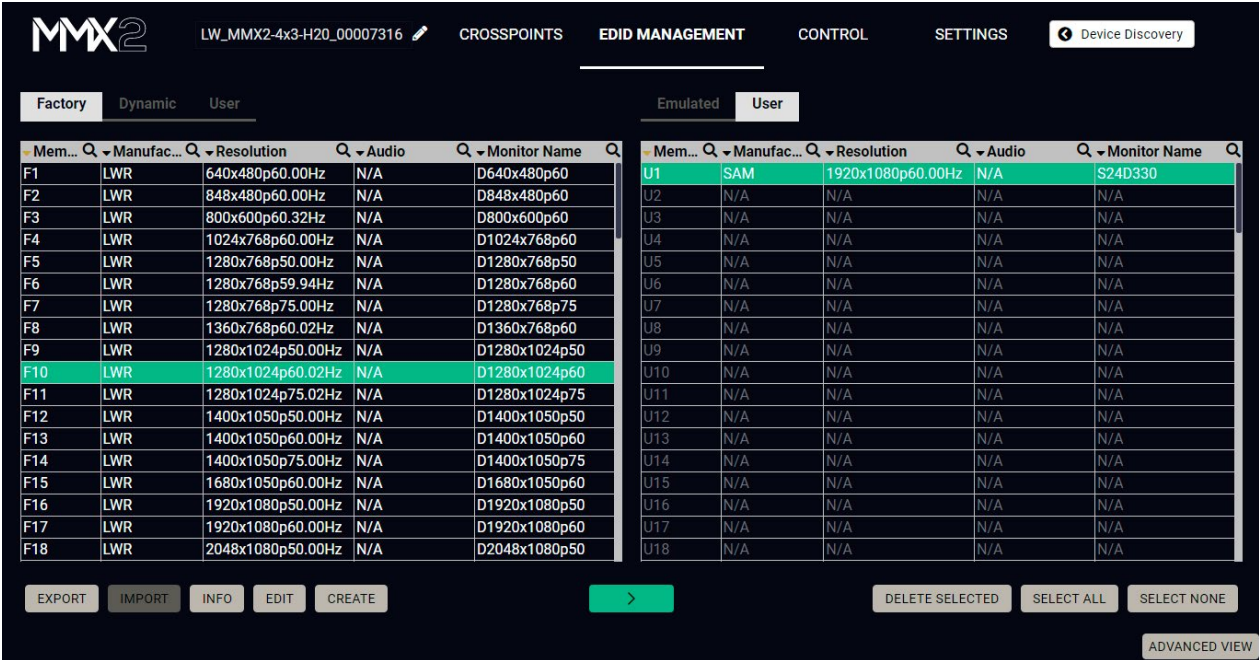 MMX2 LW_MMX2-4x3-H20_00007316 CROSSPOINTS EDID MANAGEMENT CONTROL SETTINGS Device Discovery
Factory Dynamic User Emulated User
Mem... Manufac... Resolution Audio Monitor Name Mem... Manufac... Resolution Audio Monitor Name
F1 LWR 640x480p60.00Hz N/A D640x480p60 U1 SAM 1920x1080p60.00Hz N/A S24D330
F2 LWR 848x480p60.00Hz N/A D848x480p60 U2 N/A N/A N/A N/A
F3 LWR 800x600p60.32Hz N/A D800x600p60 U3 N/A N/A N/A N/A
F4 LWR 1024x768p60.00Hz N/A D1024x768p60 U4 N/A N/A N/A N/A
F5 LWR 1280x768p50.00Hz N/A D1280x768p50 U5 N/A N/A N/A N/A
F6 LWR 1280x768p59.94Hz N/A D1280x768p60 U6 N/A N/A N/A N/A
F7 LWR 1280x768p75.00Hz N/A D1280x768p75 U7 N/A N/A N/A N/A
F8 LWR 1360x768p60.02Hz N/A D1360x768p60 U8 N/A N/A N/A N/A
F9 LWR 1280x1024p50.00Hz N/A D1280x1024p50 U9 N/A N/A N/A N/A
F10 LWR 1280x1024p60.02Hz N/A D1280x1024p60 U10 N/A N/A N/A N/A
F11 LWR 1280x1024p75.02Hz N/A D1280x1024p75 U11 N/A N/A N/A N/A
F12 LWR 1400x1050p50.00Hz N/A D1400x1050p50 U12 N/A N/A N/A N/A
F13 LWR 1400x1050p60.00Hz N/A D1400x1050p60 U13 N/A N/A N/A N/A
F14 LWR 1400x1050p75.00Hz N/A D1400x1050p75 U14 N/A N/A N/A N/A
F15 LWR 1680x1050p60.00Hz N/A D1680x1050p60 U15 N/A N/A N/A N/A
F16 LWR 1920x1080p50.00Hz N/A D1920x1080p50 U16 N/A N/A N/A N/A
F17 LWR 1920x1080p60.00Hz N/A D1920x1080p60 U17 N/A N/A N/A N/A
F18 LWR 2048x1080p50.00Hz N/A D2048x1080p50 U18 N/A N/A N/A N/A
EXPORT IMPORT INFO EDIT CREATE > DELETE SELECTED SELECT ALL SELECT NONE
ADVANCED VIEW